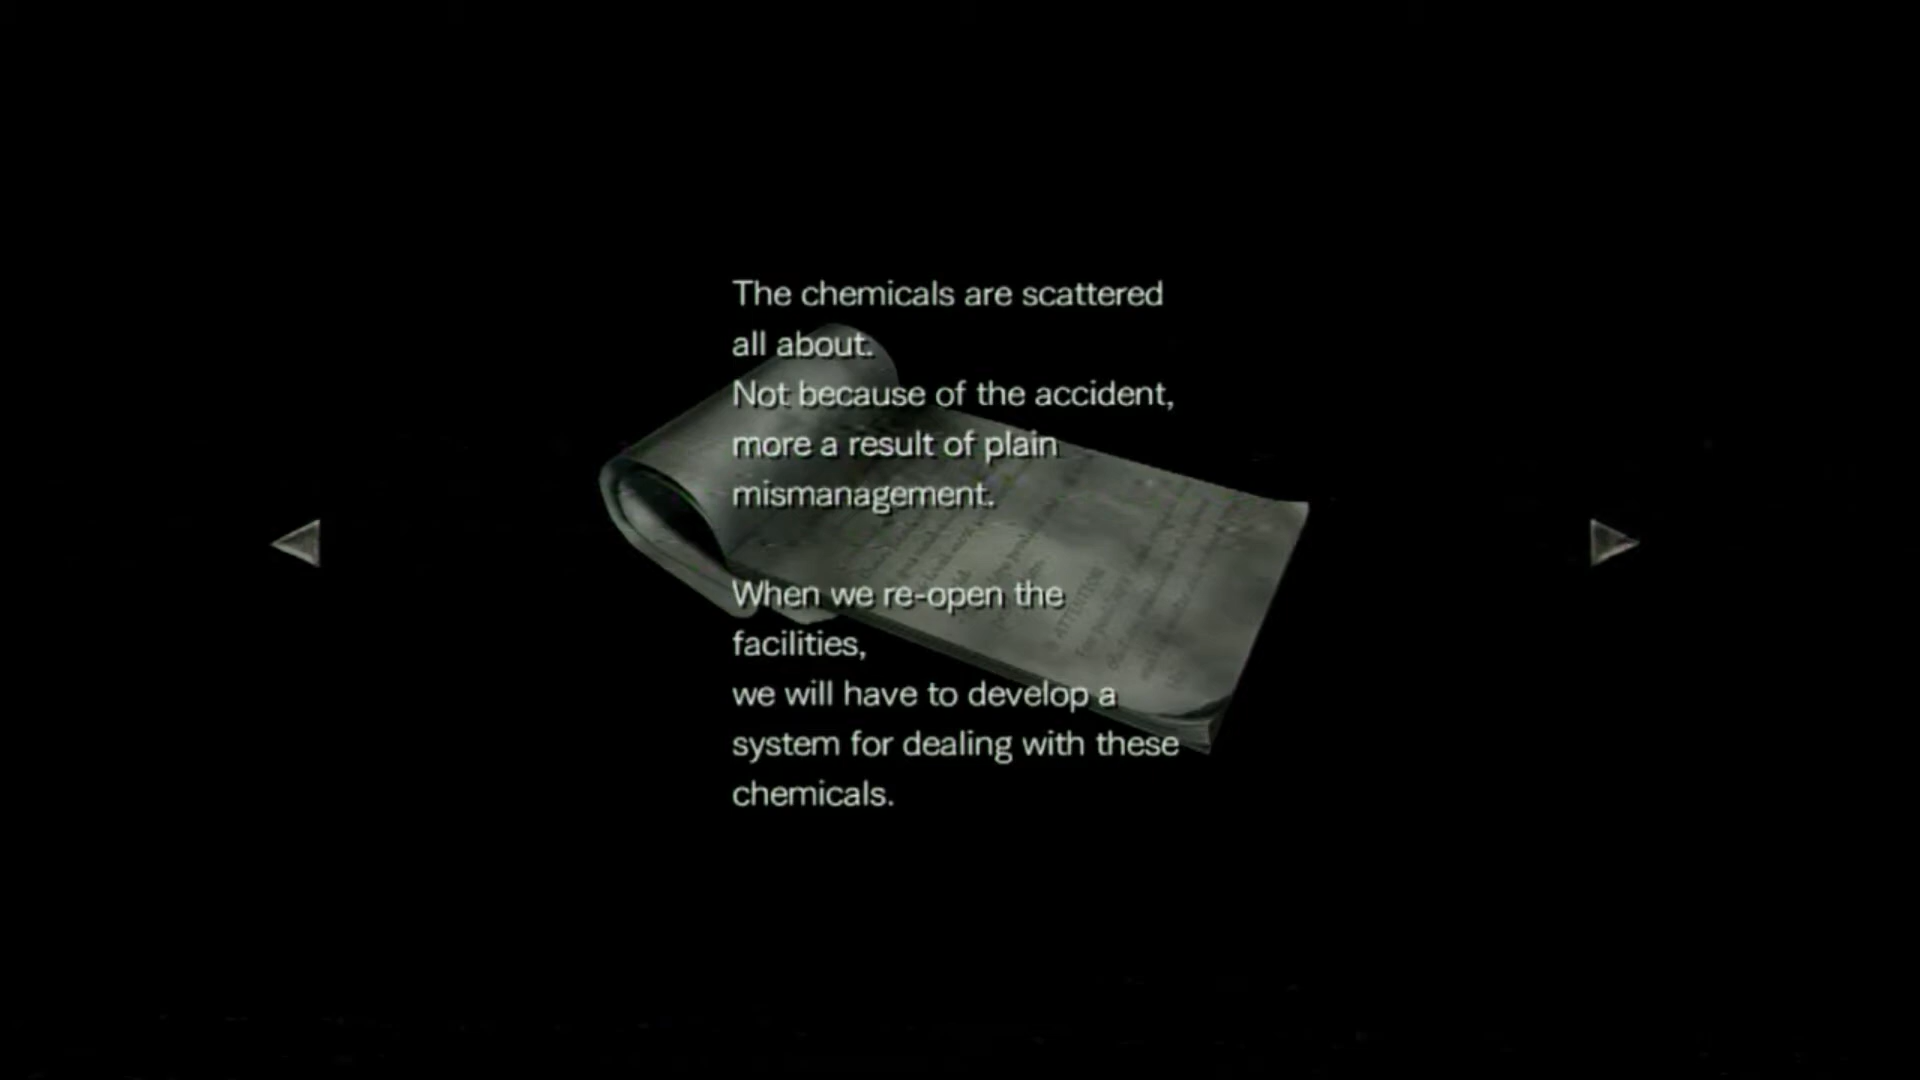 The chemicals are scattered
all about.
Not because of the accident,
more a result of plain
mismanagement.
When we re-open the
facilities,
we will have to develop a
system for dealing with these
chemicals.
ATTENTION